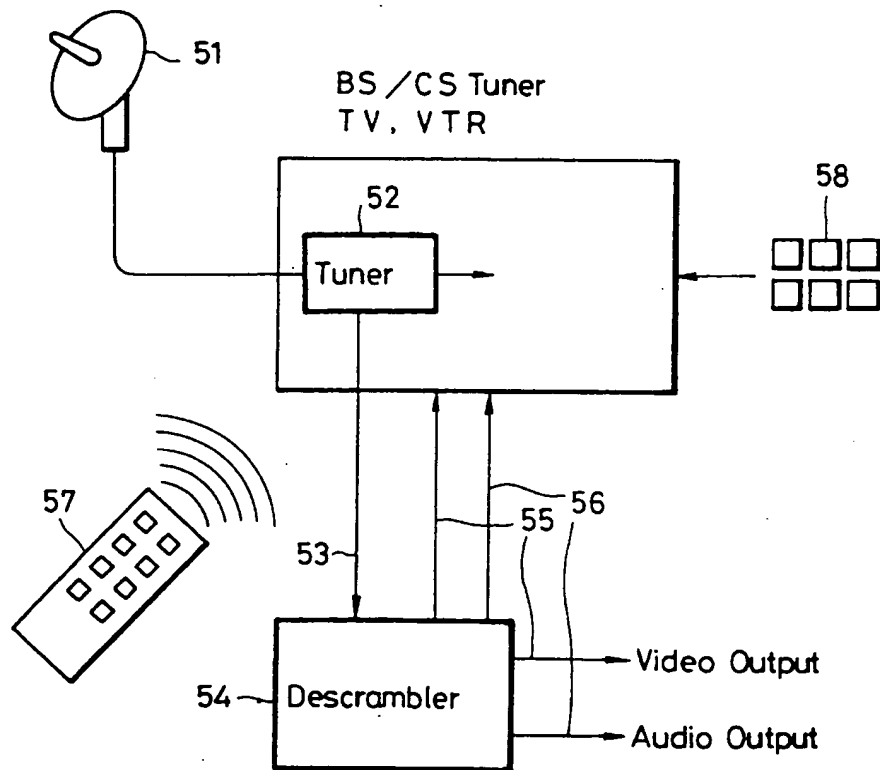 51
BS/CS Tuner
TV, VTR
52
58
Tuner
57
53
55
56
54
Descrambler
Video Output
Audio Output